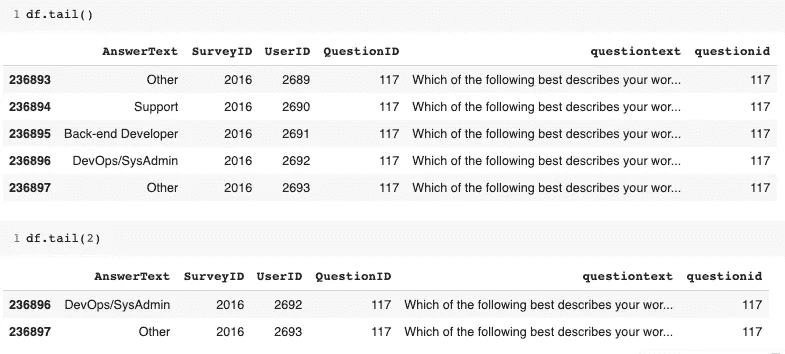 1 df.tail()
AnswerText SurveyID UserID QuestionID questiontext questionid
236893 Other 2016 2689 117 Which of the following best describes your wor... 117
236894 Support 2016 2690 117 Which of the following best describes your wor... 117
236895 Back-end Developer 2016 2691 117 Which of the following best describes your wor... 117
236896 DevOps/SysAdmin 2016 2692 117 Which of the following best describes your wor... 117
236897 Other 2016 2693 117 Which of the following best describes your wor... 117
1 df.tail(2)
AnswerText SurveyID UserID QuestionID questiontext questionid
236896 DevOps/SysAdmin 2016 2692 117 Which of the following best describes your wor... 117
236897 Other 2016 2693 117 Which of the following best describes your wor... 117